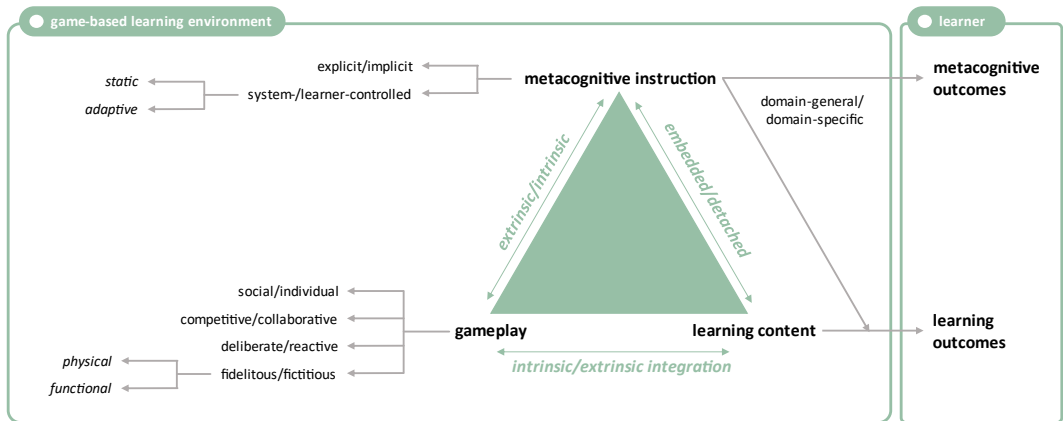 game-based learning environment
learner
explicit/implicit
metacognitive instruction
metacognitive
outcomes
static
system-/learner-controlled
adaptive
domain-general/
domain-specific
extrinsic/intrinsic
embedded/detached
social/individual
competitive/collaborative
gameplay
learning content
learning
outcomes
deliberate/reactive
physical
fidelitous/fictitious
functional
intrinsic/extrinsic integration